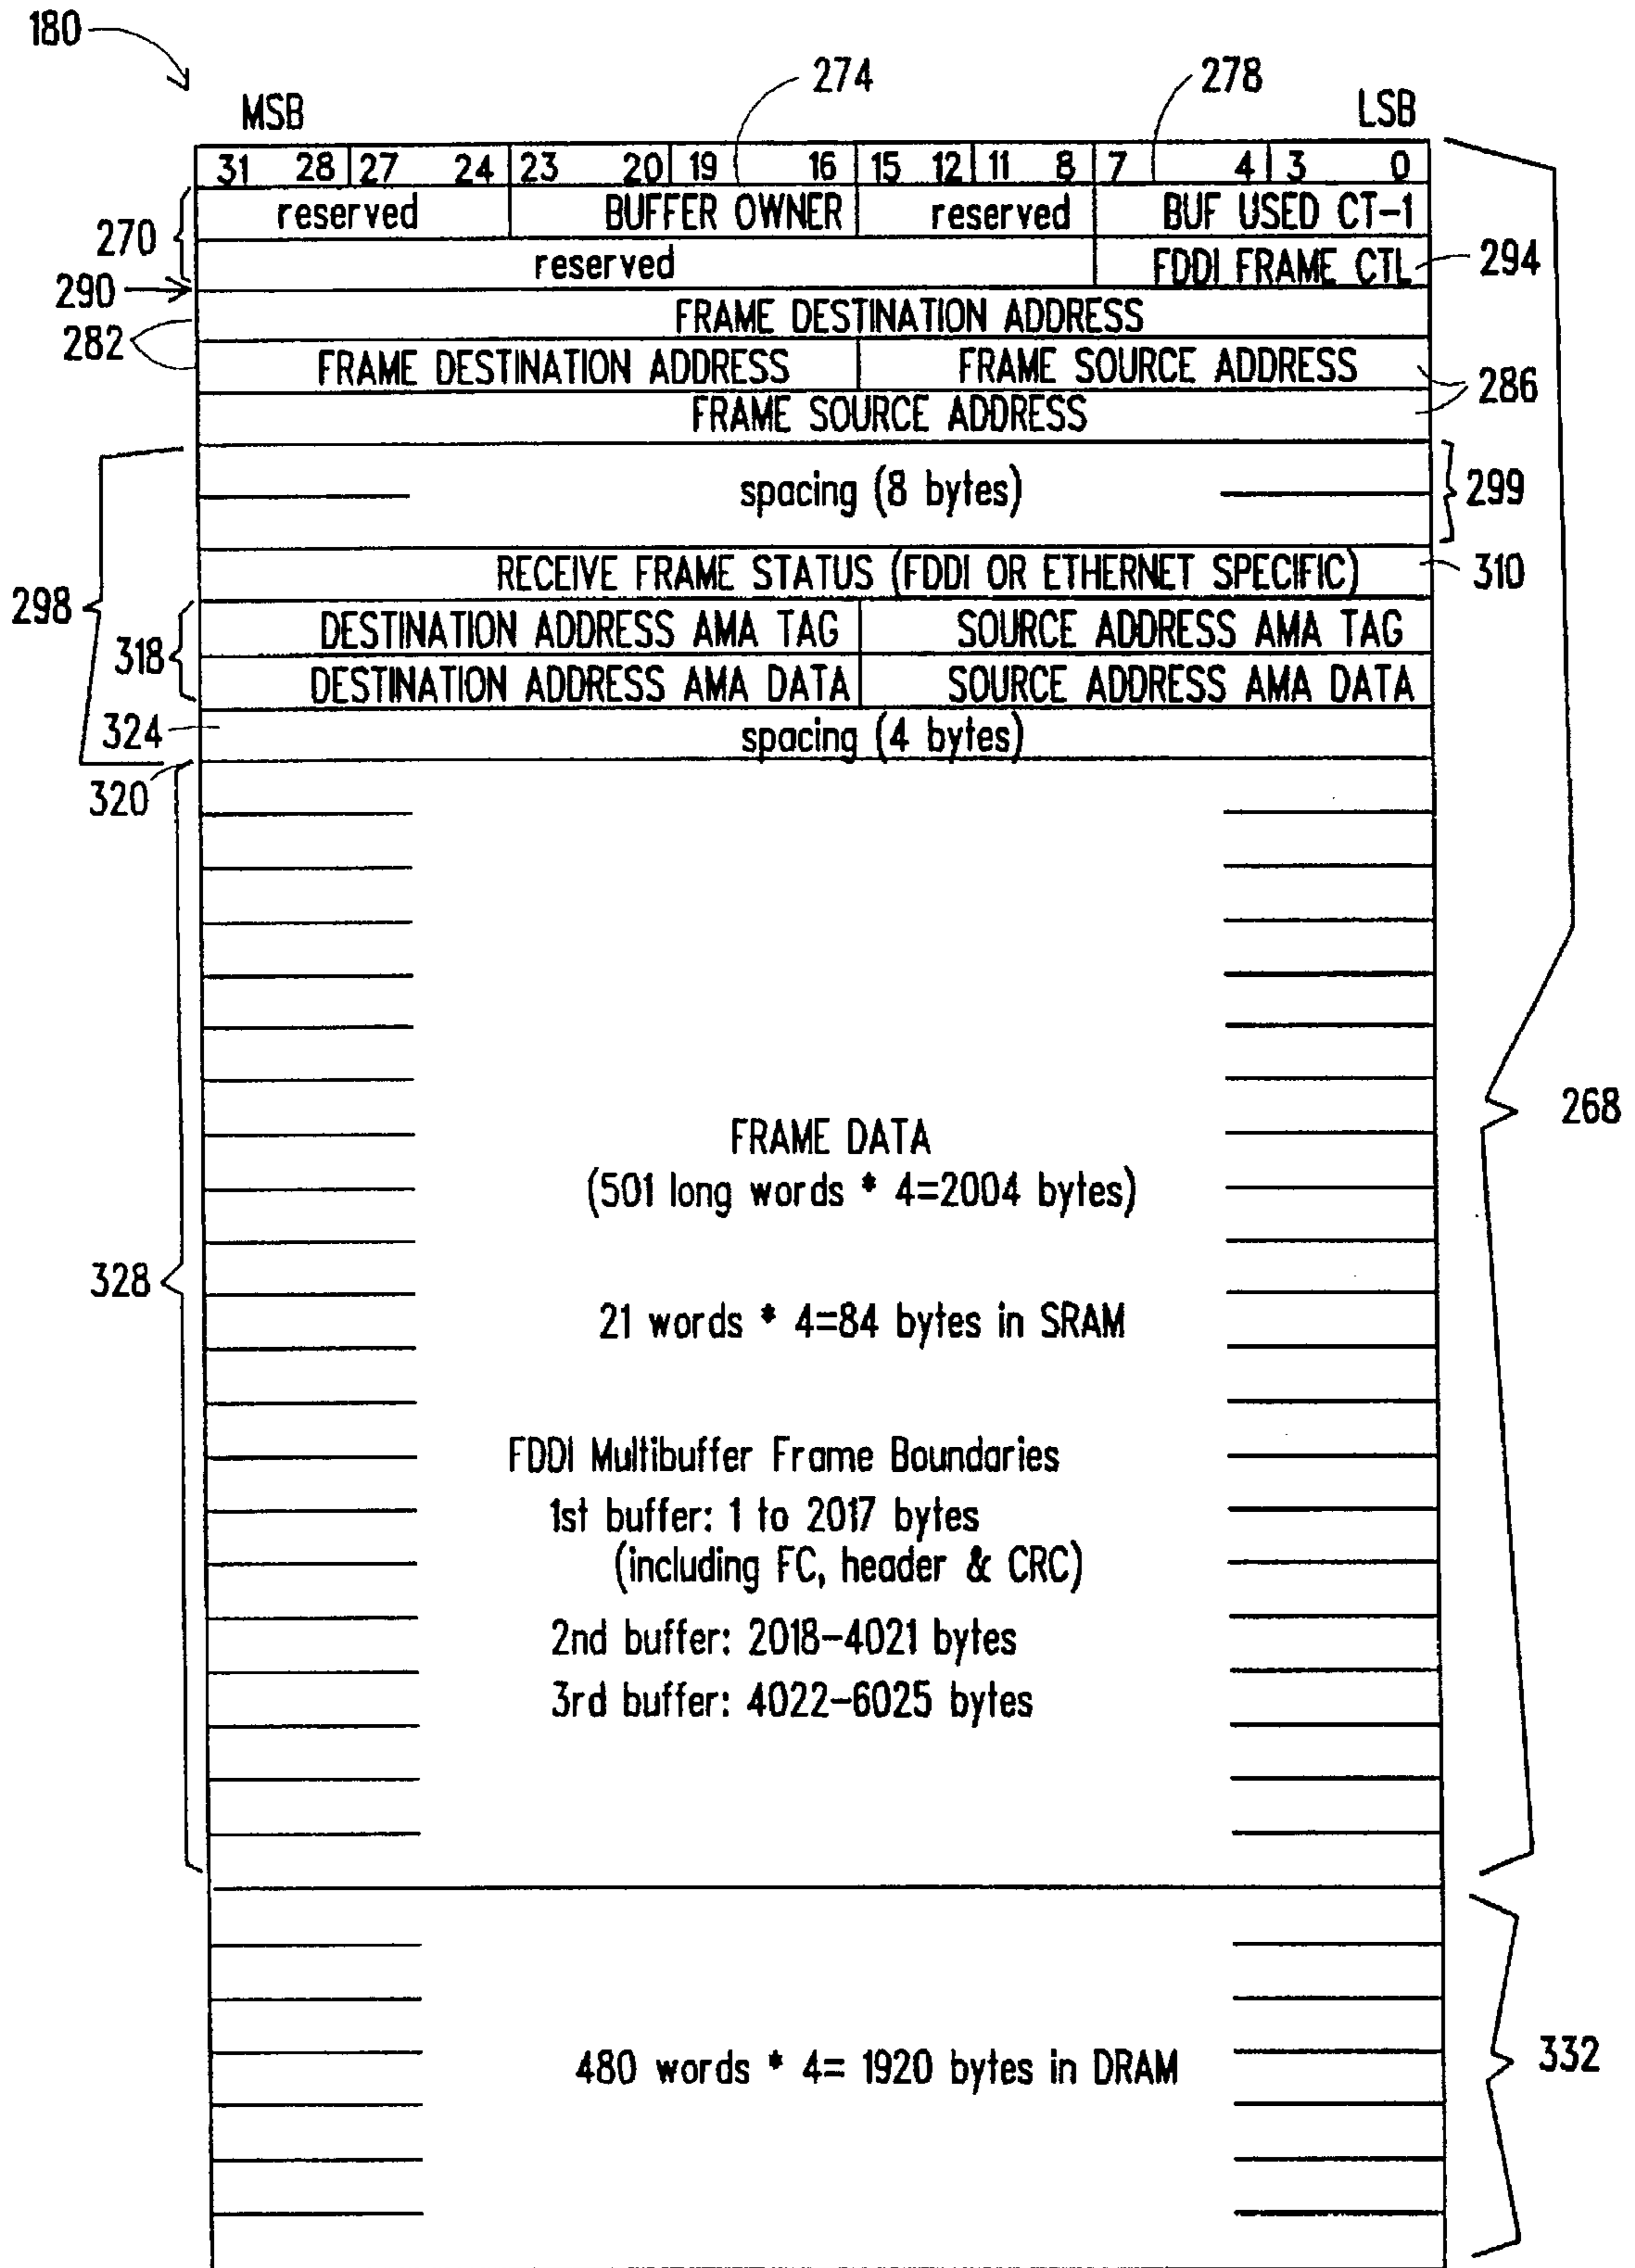 180
274
278
MSB
LSB
31 28 27 24 23 20 19 16 15 12 11 8 7 4 3 0
270
reserved BUFFER OWNER reserved BUF USED CT-1
reserved FDDI FRAME CTL 294
290
282
FRAME DESTINATION ADDRESS
FRAME DESTINATION ADDRESS FRAME SOURCE ADDRESS
286
FRAME SOURCE ADDRESS
spacing (8 bytes) 299
298
RECEIVE FRAME STATUS (FDDI OR ETHERNET SPECIFIC) 310
318
DESTINATION ADDRESS AMA TAG SOURCE ADDRESS AMA TAG
DESTINATION ADDRESS AMA DATA SOURCE ADDRESS AMA DATA
324 spacing (4 bytes)
320
268
FRAME DATA
(501 long words * 4=2004 bytes)
328
21 words * 4=84 bytes in SRAM
FDDI Multibuffer Frame Boundaries
1st buffer: 1 to 2017 bytes
(including FC, header & CRC)
2nd buffer: 2018-4021 bytes
3rd buffer: 4022-6025 bytes
480 words * 4= 1920 bytes in DRAM 332